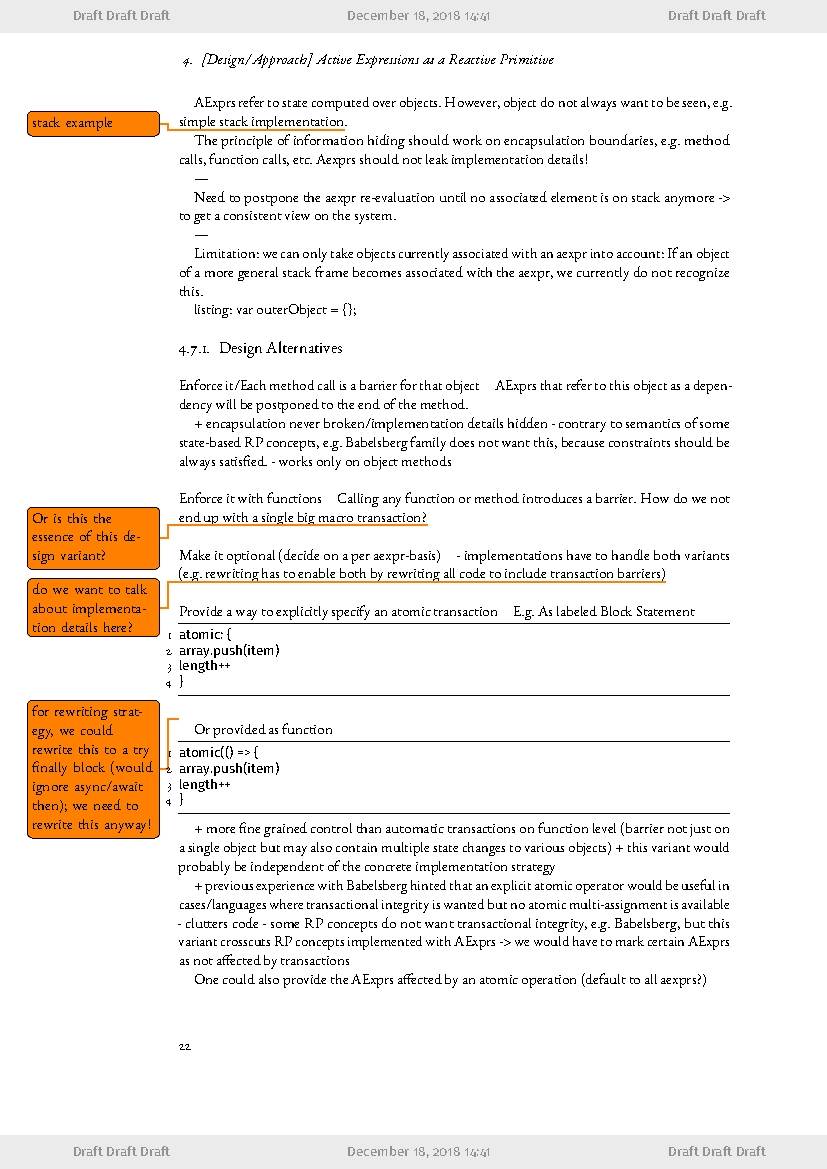 Draft Draft Draft December 18, 2018 14:41 Draft Draft Draft
4. [Design/Approach] Active Expressions as a Reactive Primitive
AExprs refer to state computed over objects. However, object do not always want to be seen, e.g.
simple stack implementation.
stack example
The principle of information hiding should work on encapsulation boundaries, e.g. method
calls, function calls, etc. Aexprs should not leak implementation details!
—
Need to postpone the aexpr re-evaluation until no associated element is on stack anymore ->
to get a consistent view on the system.
—
Limitation: we can only take objects currently associated with an aexpr into account: If an object
of a more general stack frame becomes associated with the aexpr, we currently do not recognize
this.
listing: var outerObject = {};
4.7.1. Design Alternatives
Enforce it/Each method call is a barrier for that object AExprs that refer to this object as a depen-
dency will be postponed to the end of the method.
+ encapsulation never broken/implementation details hidden - contrary to semantics of some
state-based RP concepts, e.g. Babelsberg family does not want this, because constraints should be
always satisfied. - works only on object methods
Enforce it with functions Calling any function or method introduces a barrier. How do we not
end up with a single big macro transaction?
Or is this the
essence of this de-
sign variant?
Make it optional (decide on a per aexpr-basis) - implementations have to handle both variants
(e.g. rewriting has to enable both by rewriting all code to include transaction barriers)
do we want to talk
about implementa-
tion details here?
Provide a way to explicitly specify an atomic transaction E.g. As labeled Block Statement
1 atomic: {
2 array.push(item)
3 length++
4 }
for rewriting strat-
egy, we could
rewrite this to a try
finally block (would
ignore async/await
then); we need to
rewrite this anyway!
Or provided as function
1 atomic(() => {
2 array.push(item)
3 length++
4 }
+ more fine grained control than automatic transactions on function level (barrier not just on
a single object but may also contain multiple state changes to various objects) + this variant would
probably be independent of the concrete implementation strategy
+ previous experience with Babelsberg hinted that an explicit atomic operator would be useful in
cases/languages where transactional integrity is wanted but no atomic multi-assignment is available
- clutters code - some RP concepts do not want transactional integrity, e.g. Babelsberg, but this
variant crosscuts RP concepts implemented with AExprs -> we would have to mark certain AExprs
as not affected by transactions
One could also provide the AExprs affected by an atomic operation (default to all aexprs?)
22
Draft Draft Draft December 18, 2018 14:41 Draft Draft Draft